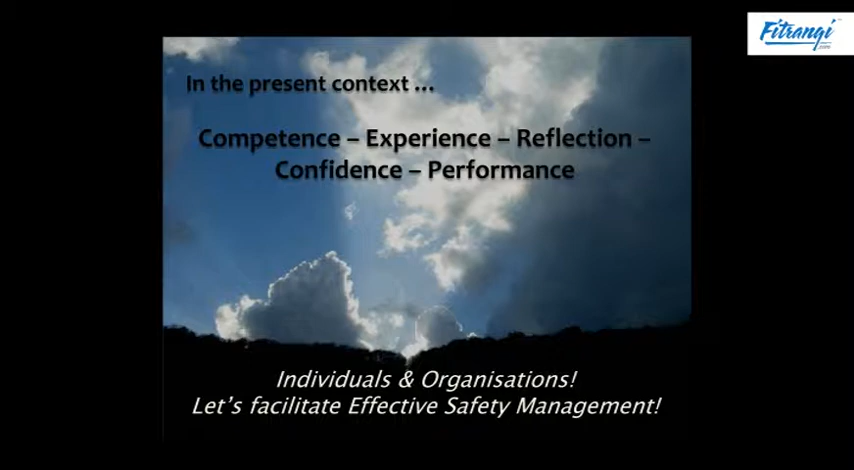 Fitrangi
In the present context ...
Competence – Experience – Reflection –
Confidence – Performance
Individuals & Organisations!
Let's facilitate Effective Safety Management!